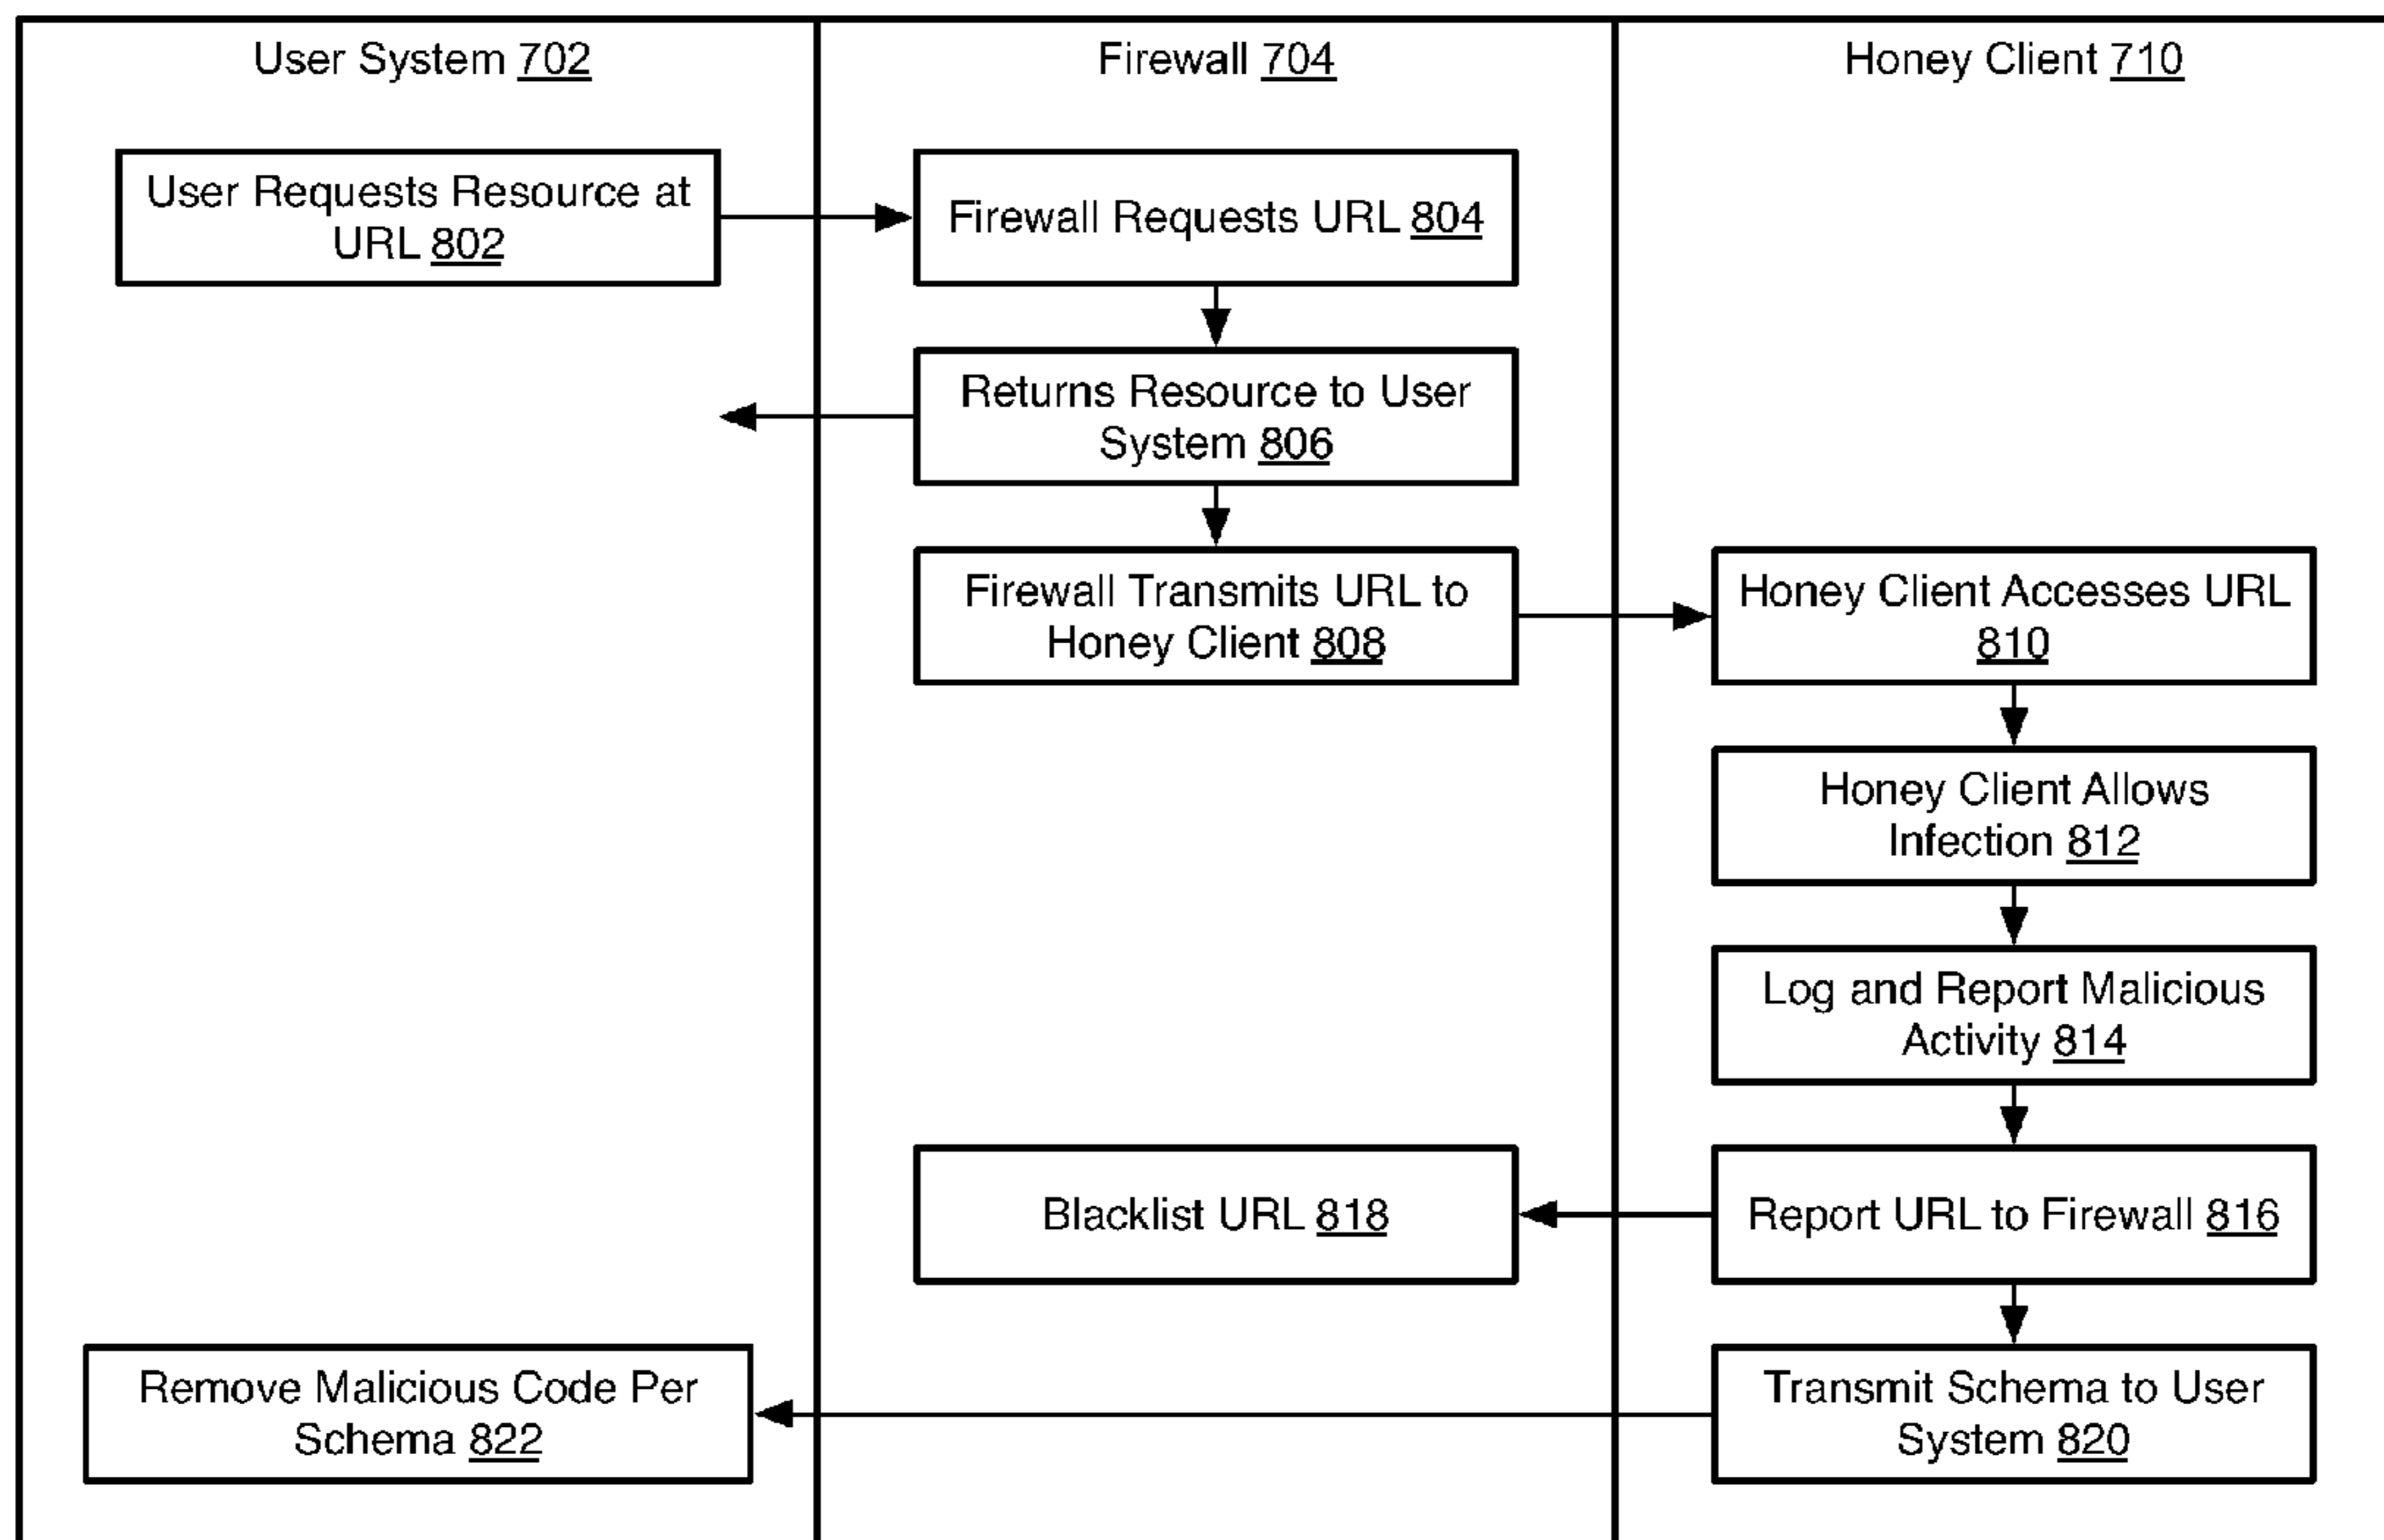 User System 702
Firewall 704
Honey Client 710
User Requests Resource at
URL 802
Firewall Requests URL 804
Returns Resource to User
System 806
Firewall Transmits URL to
Honey Client 808
Honey Client Accesses URL
810
Honey Client Allows
Infection 812
Log and Report Malicious
Activity 814
Report URL to Firewall 816
Blacklist URL 818
Transmit Schema to User
System 820
Remove Malicious Code Per
Schema 822